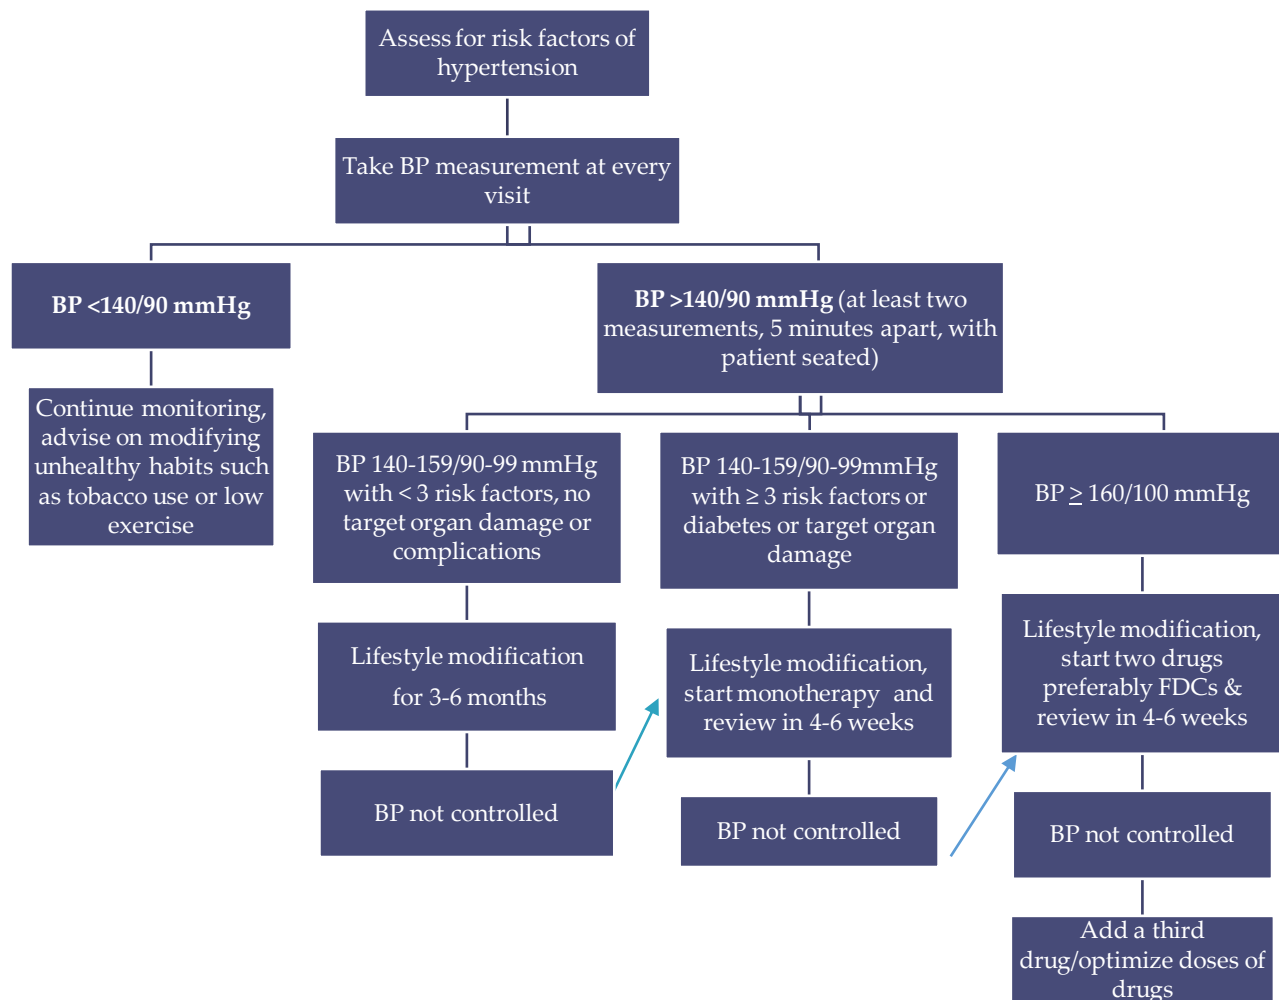 Assess for risk factors of
hypertension
Take BP measurement at every
visit
BP <140/90 mmHg
Continue monitoring,
advise on modifying
unhealthy habits such
as tobacco use or low
exercise
BP >140/90 mmHg (at least two
measurements, 5 minutes apart, with
patient seated)
BP 140-159/90-99 mmHg
with < 3 risk factors, no
target organ damage or
complications
Lifestyle modification
for 3-6 months
BP not controlled
BP 140-159/90-99mmHg
with ≥ 3 risk factors or
diabetes or target organ
damage
Lifestyle modification,
start monotherapy and
review in 4-6 weeks
BP not controlled
BP ≥ 160/100 mmHg
Lifestyle modification,
start two drugs
preferably FDCs &
review in 4-6 weeks
BP not controlled
Add a third
drug/optimize doses of
drugs